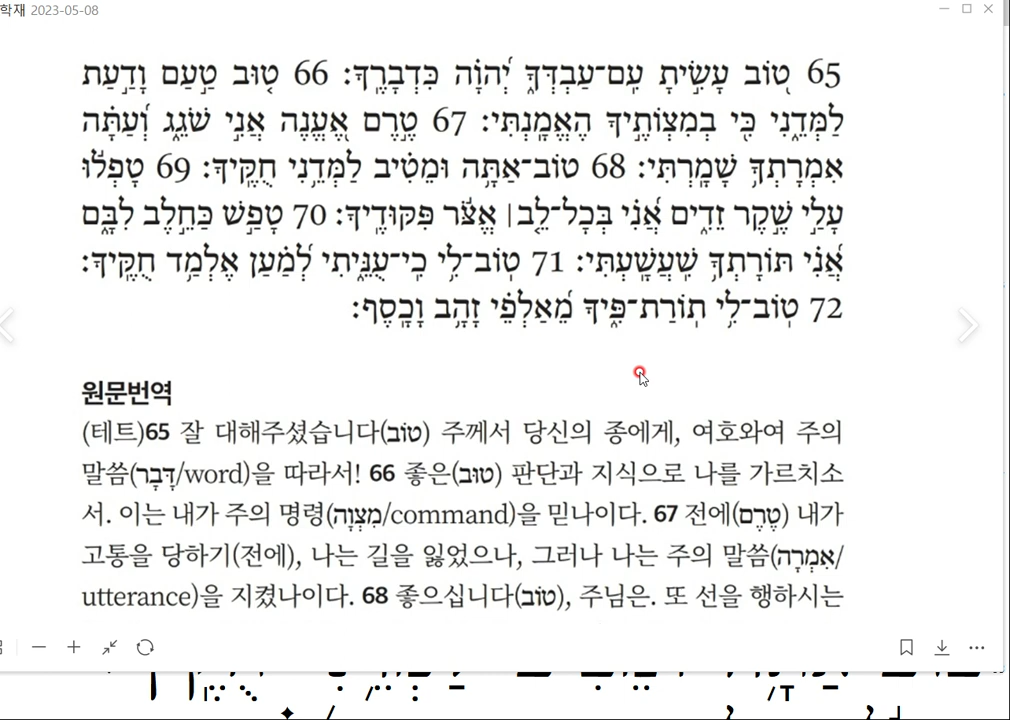 학재 2023-05-08
65 ט֭וֹב עָשִׂ֣יתָ עִֽם־עַבְדְּךָ֑ יְ֝הוָ֗ה כִּדְבָרֶֽךָ׃ 66 ט֤וּב טַ֣עַם וָדַ֣עַת
לַמְּדֵ֑נִי כִּ֖י בְמִצְוֺתֶ֣יךָ הֶאֱמָֽנְתִּי׃ 67 טֶ֣רֶם אֶ֭עֱנֶה אֲנִ֣י שֹׁגֵ֑ג וְ֝עַתָּ֗ה
אִמְרָתְךָ֥ שָׁמָֽרְתִּי׃ 68 טוֹב־אַתָּ֥ה וּמֵטִ֗יב לַמְּדֵ֥נִי חֻקֶּֽיךָ׃ 69 טָפְל֬וּ
עָלַ֣י שֶׁ֣קֶר זֵדִ֑ים אֲ֝נִ֗י בְּכָל־לֵ֤ב׀ אֱצֹּ֬ר פִּקּוּדֶֽיךָ׃ 70 טָפַ֣שׁ כַּחֵ֣לֶב לִבָּ֑ם
אֲ֝נִ֗י תּוֹרָתְךָ֥ שִֽׁעֲשָֽׁעְתִּי׃ 71 טֽוֹב־לִ֥י כִֽי־עֻנֵּ֑יתִי לְ֝מַ֗עַן אֶלְמַ֥ד חֻקֶּֽיךָ׃
72 טֽוֹב־לִ֥י תֽוֹרַת־פִּ֑יךָ מֵ֝אַלְפֵ֗י זָהָ֥ב וָכָֽסֶף׃
원문번역
(테트)65 잘 대해주셨습니다(טוֹב) 주께서 당신의 종에게, 여호와여 주의
말씀(דָּבָר/word)을 따라서! 66 좋은(טוּב) 판단과 지식으로 나를 가르치소
서. 이는 내가 주의 명령(מִצְוָה/command)을 믿나이다. 67 전에(טֶרֶם) 내가
고통을 당하기(전에), 나는 길을 잃었으나, 그러나 나는 주의 말씀(אִמְרָה/
utterance)을 지켰나이다. 68 좋으십니다(טוֹב), 주님은. 또 선을 행하시는